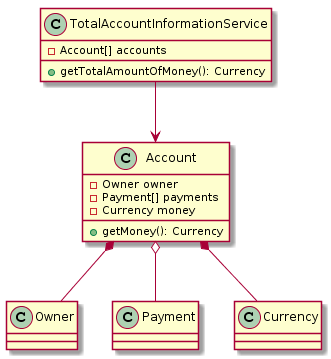 C TotalAccountInformationService
Account[] accounts
getTotalAmountOfMoney(): Currency
C Account
Owner owner
Payment[] payments
Currency money
getMoney(): Currency
C Owner
C Payment
C Currency